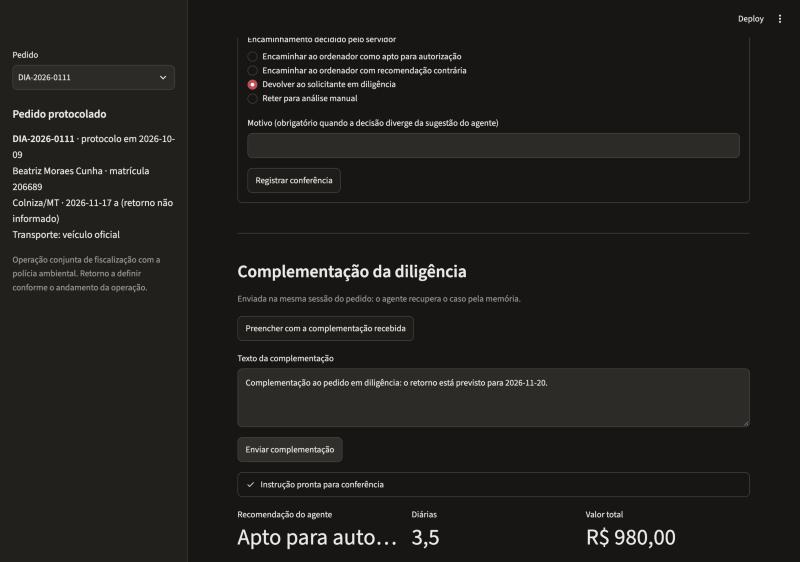 Deploy
Pedido
DIA-2026-0111
Pedido protocolado
DIA-2026-0111 · protocolo em 2026-10-
09
Beatriz Moraes Cunha · matrícula
206689
Colniza/MT · 2026-11-17 a (retorno não
informado)
Transporte: veículo oficial
Operação conjunta de fiscalização com a
polícia ambiental. Retorno a definir
conforme o andamento da operação.
Encaminhamento decidido pelo servidor
Encaminhar ao ordenador como apto para autorização
Encaminhar ao ordenador com recomendação contrária
Devolver ao solicitante em diligência
Reter para análise manual
Motivo (obrigatório quando a decisão diverge da sugestão do agente)
Registrar conferência
Complementação da diligência
Enviada na mesma sessão do pedido: o agente recupera o caso pela memória.
Preencher com a complementação recebida
Texto da complementação
Complementação ao pedido em diligência: o retorno está previsto para 2026-11-20.
Enviar complementação
Instrução pronta para conferência
Recomendação do agente
Apto para auto...
Diárias
3,5
Valor total
R$ 980,00